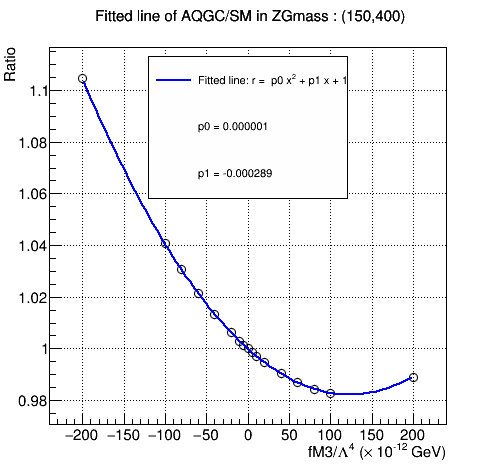 Fitted line of AQGC/SM in ZGmass : (150,400)
Ratio
Fitted line: r = p0 x² + p1 x + 1
p0 = 0.000001
p1 = -0.000289
1.1
1.08
1.06
1.04
1.02
1
0.98
−200 −150 −100 −50 0 50 100 150 200
fM3/Λ⁴ (× 10⁻¹² GeV)